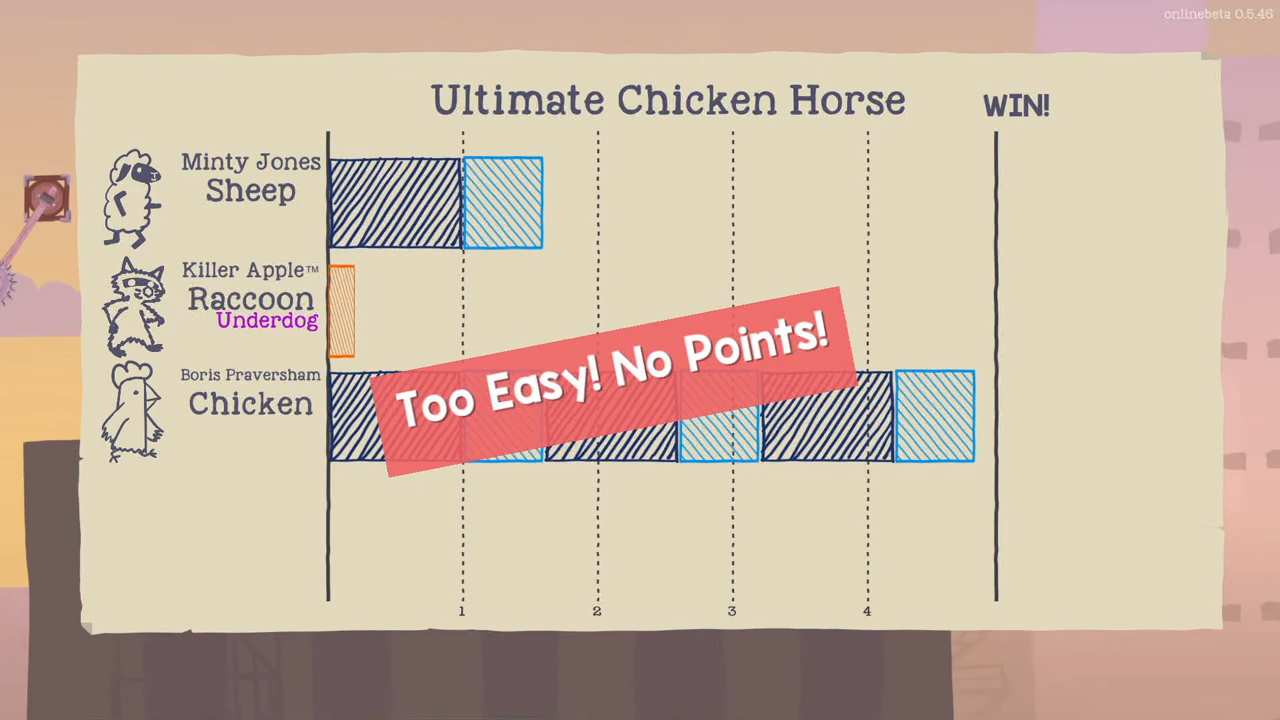 onlinebeta 0.5.46
Ultimate Chicken Horse
WIN!
Minty Jones
Sheep
Killer Apple™
Raccoon
Underdog
Boris Praversham
Chicken
Too Easy! No Points!
1 2 3 4